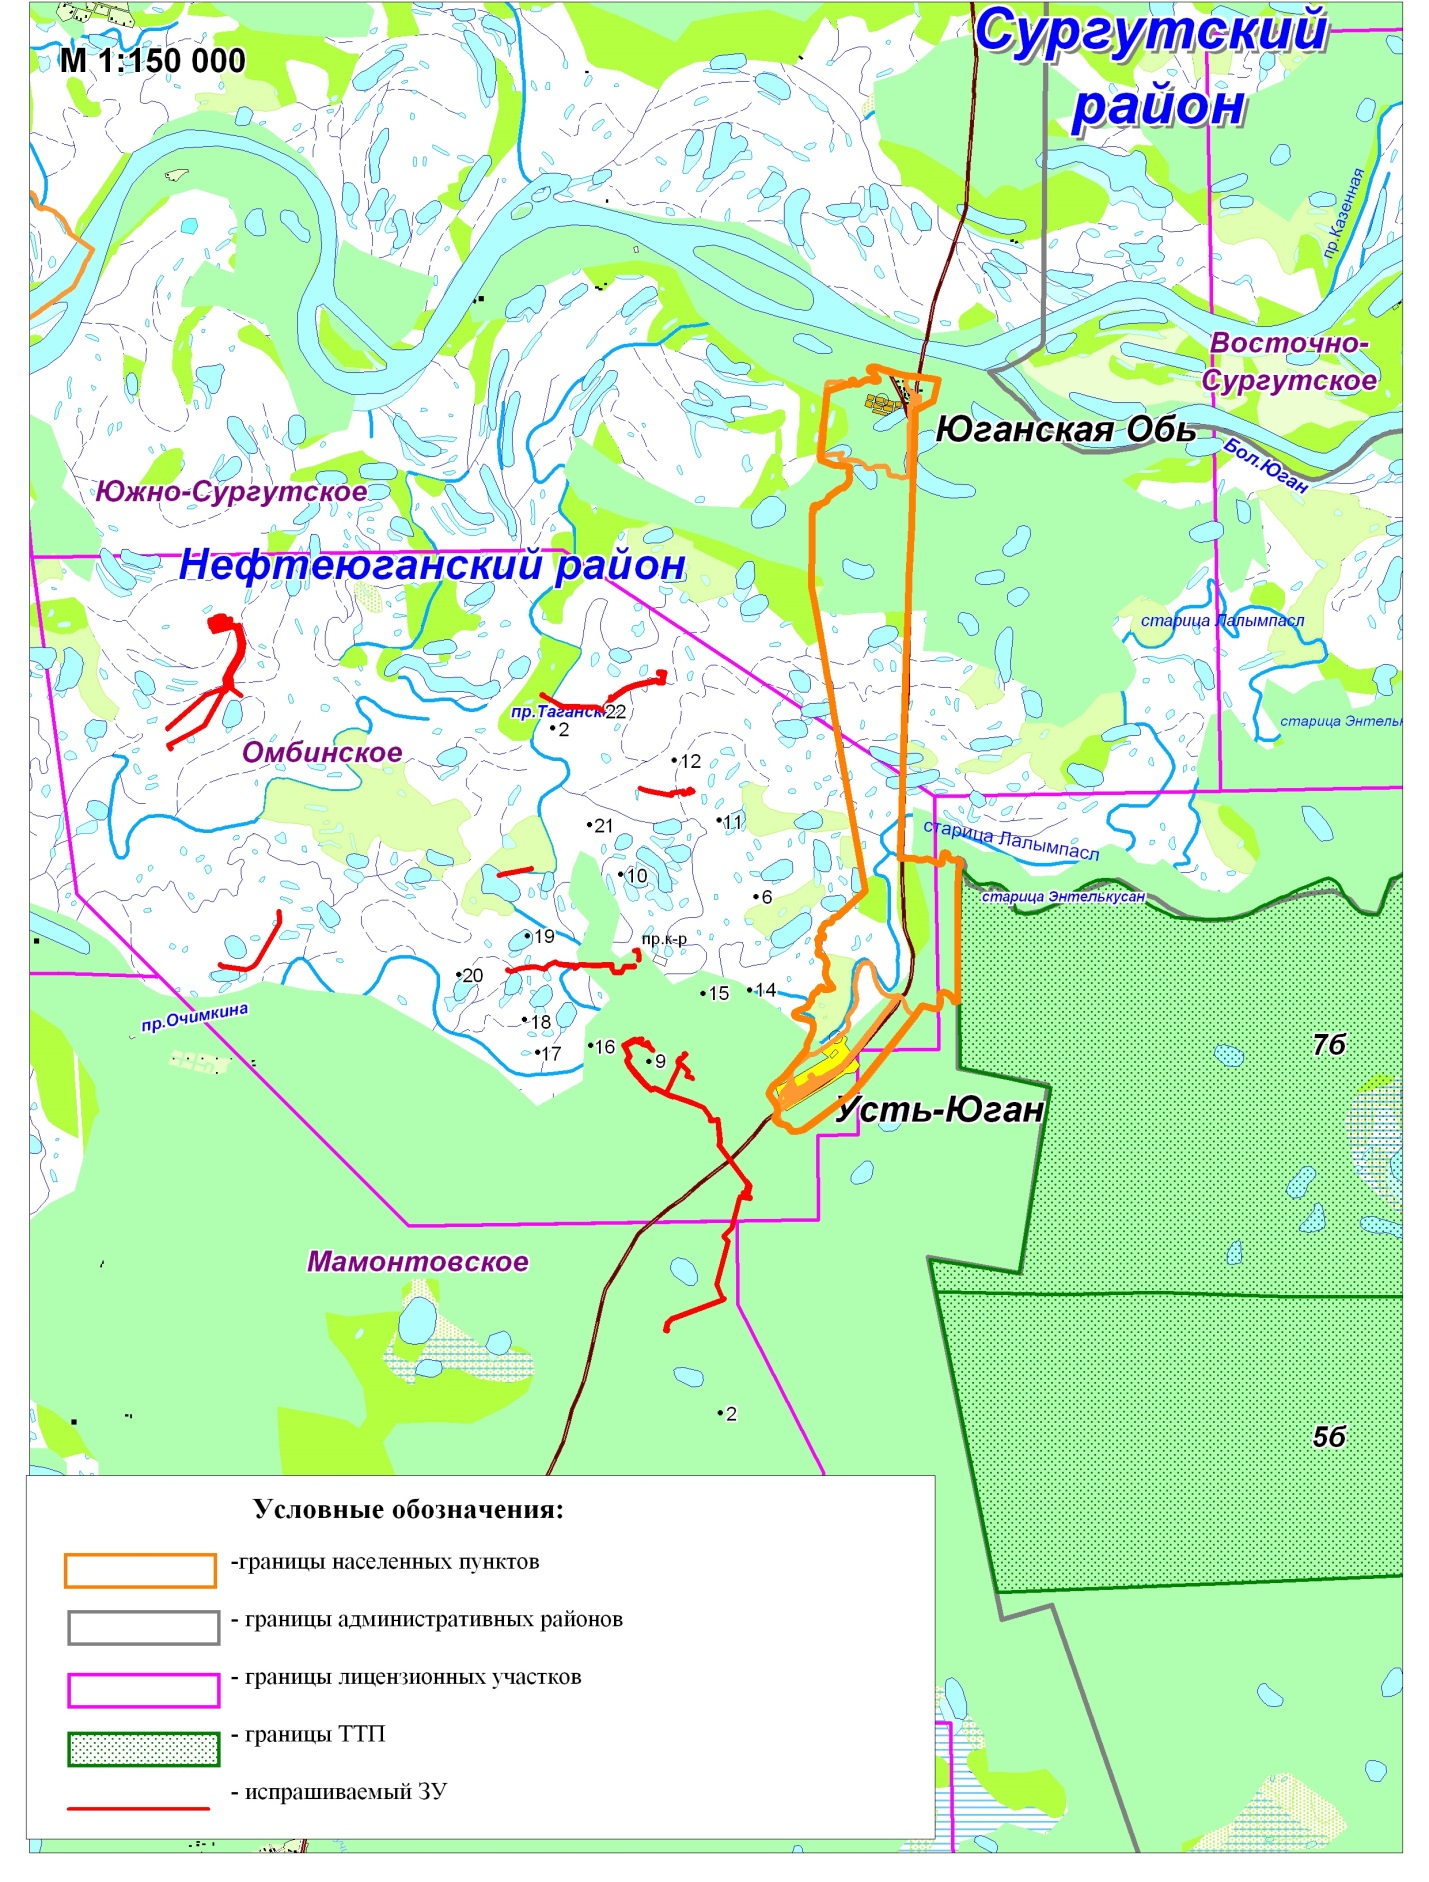 Сургутский
район
М 1:150 000
пр.Казенная
Восточно-
Сургутское
Юганская Обь
Бол.Юган
Южно-Сургутское
Нефтеюганский район
старица Лалымпасл
пр.Таганск
22
2
старица Энтельк
Омбинское
12
11
21
старица Лалымпасл
10
6
старица Энтелькусан
19
пр.к-р
20
15
14
пр.Очимкина
18
16
17
9
7б
Усть-Юган
Мамонтовское
2
5б
Условные обозначения:
-границы населенных пунктов
- границы административных районов
- границы лицензионных участков
- границы ТТП
- испрашиваемый ЗУ